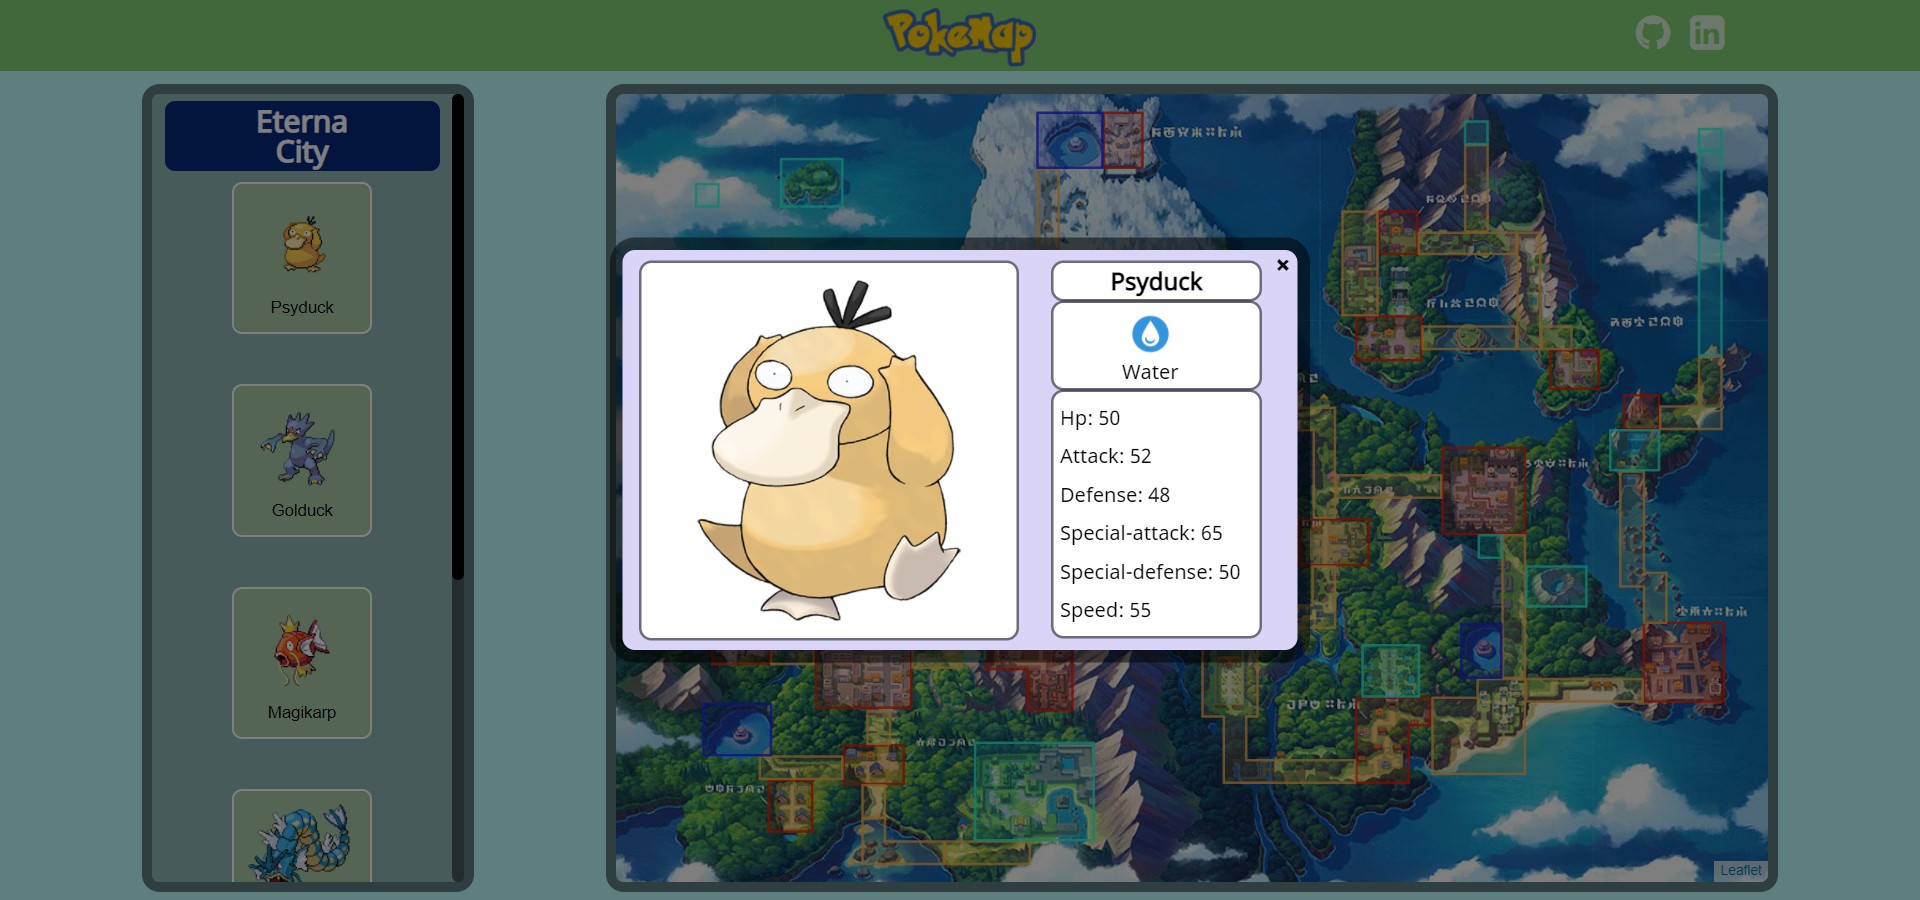 PokeMap
in
Eterna
City
Psyduck
Golduck
Magikarp
Psyduck
Water
Hp: 50
Attack: 52
Defense: 48
Special-attack: 65
Special-defense: 50
Speed: 55
Leaflet